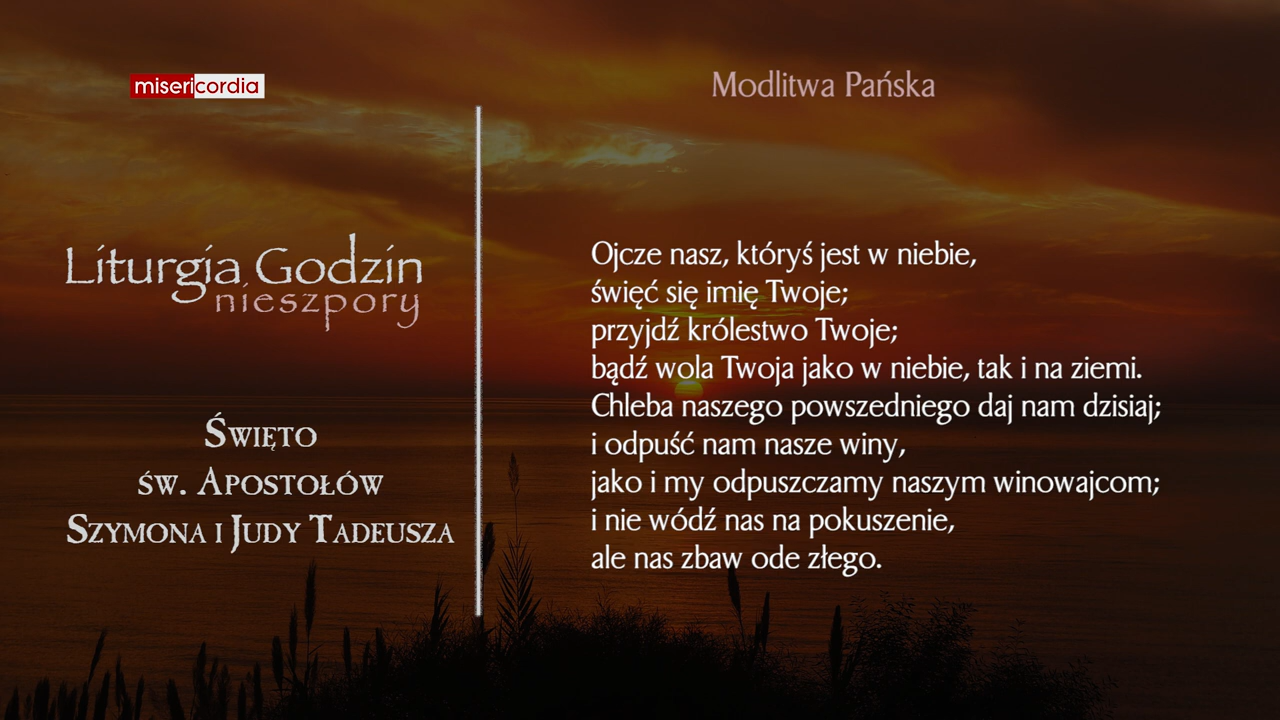 misericordia
Modlitwa Pańska
Liturgia Godzin
nieszpory
Święto
św. Apostołów
Szymona i Judy Tadeusza
Ojcze nasz, któryś jest w niebie,
święć się imię Twoje;
przyjdź królestwo Twoje;
bądź wola Twoja jako w niebie, tak i na ziemi.
Chleba naszego powszedniego daj nam dzisiaj;
i odpuść nam nasze winy,
jako i my odpuszczamy naszym winowajcom;
i nie wódź nas na pokuszenie,
ale nas zbaw ode złego.